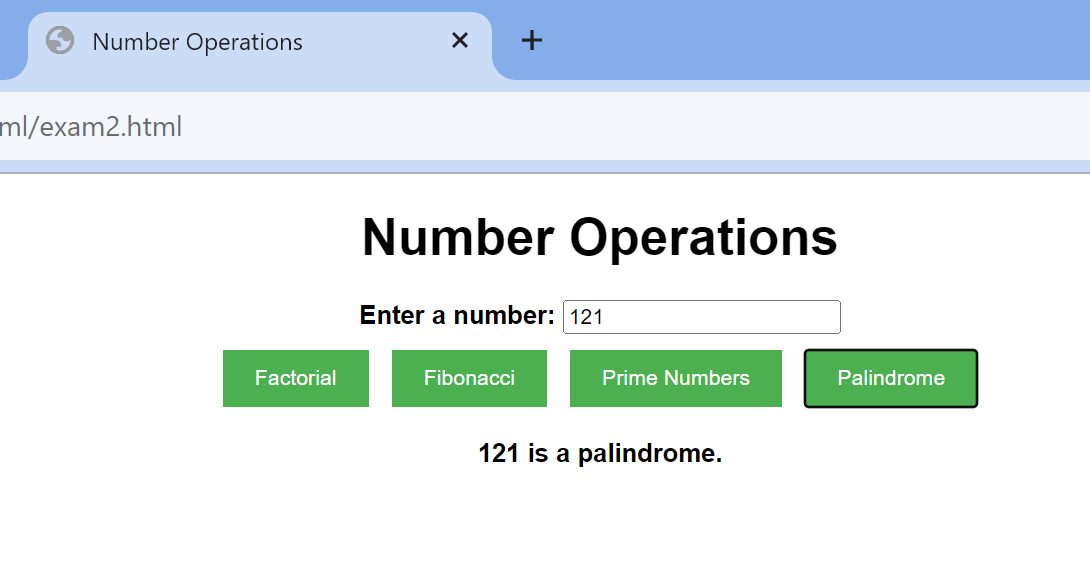 Number Operations
ml/exam2.html
Number Operations
Enter a number: 121
Factorial Fibonacci Prime Numbers Palindrome
121 is a palindrome.